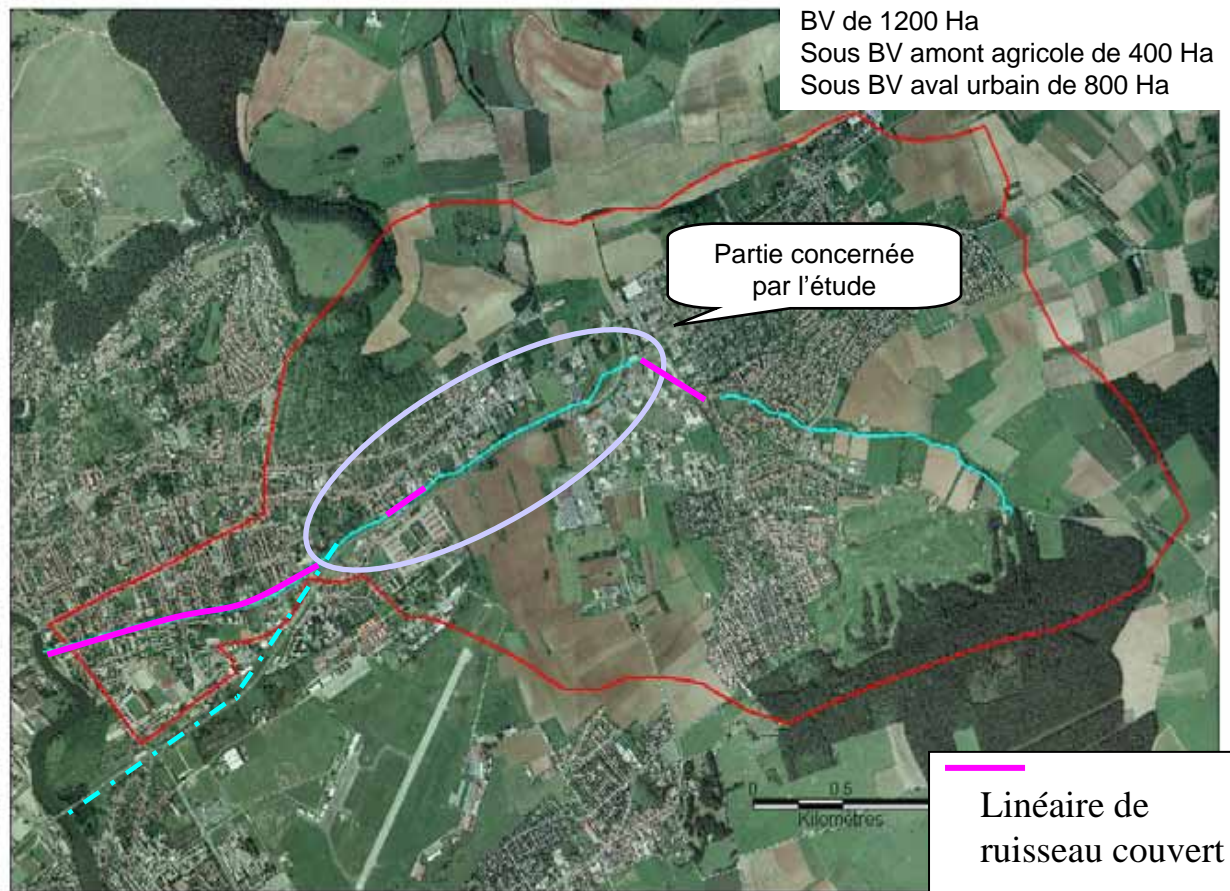 BV de 1200 Ha
Sous BV amont agricole de 400 Ha
Sous BV aval urbain de 800 Ha
Partie concernée
par l’étude
0 0.5
Kilomètres
Linéaire de
ruisseau couvert